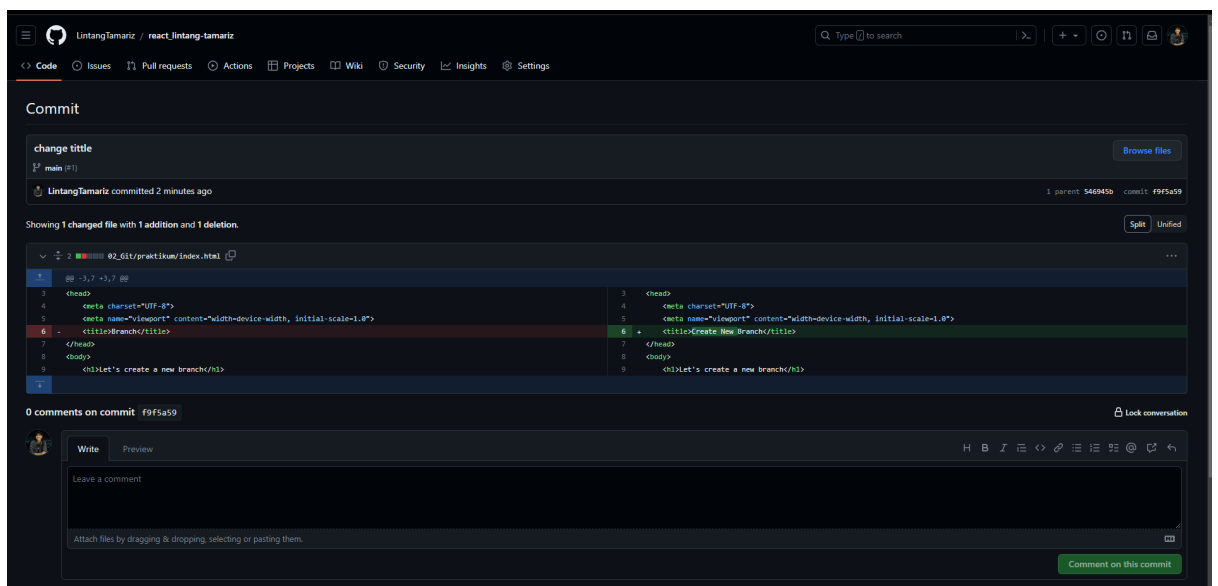 LintangTamariz / react_lintang-tamariz
Type / to search
Code Issues Pull requests Actions Projects Wiki Security Insights Settings
Commit
change tittle
Browse files
main (#1)
LintangTamariz committed 2 minutes ago
1 parent 546945b commit f9f5a59
Showing 1 changed file with 1 addition and 1 deletion.
Split Unified
2 02_Git/praktikum/index.html
@@ -3,7 +3,7 @@
3 <head> 3 <head>
4 <meta charset="UTF-8"> 4 <meta charset="UTF-8">
5 <meta name="viewport" content="width=device-width, initial-scale=1.0"> 5 <meta name="viewport" content="width=device-width, initial-scale=1.0">
6 - <title>Branch</title> 6 + <title>Create New Branch</title>
7 </head> 7 </head>
8 <body> 8 <body>
9 <h1>Let's create a new branch</h1> 9 <h1>Let's create a new branch</h1>
0 comments on commit f9f5a59
Lock conversation
Write Preview
Leave a comment
Attach files by dragging & dropping, selecting or pasting them.
Comment on this commit